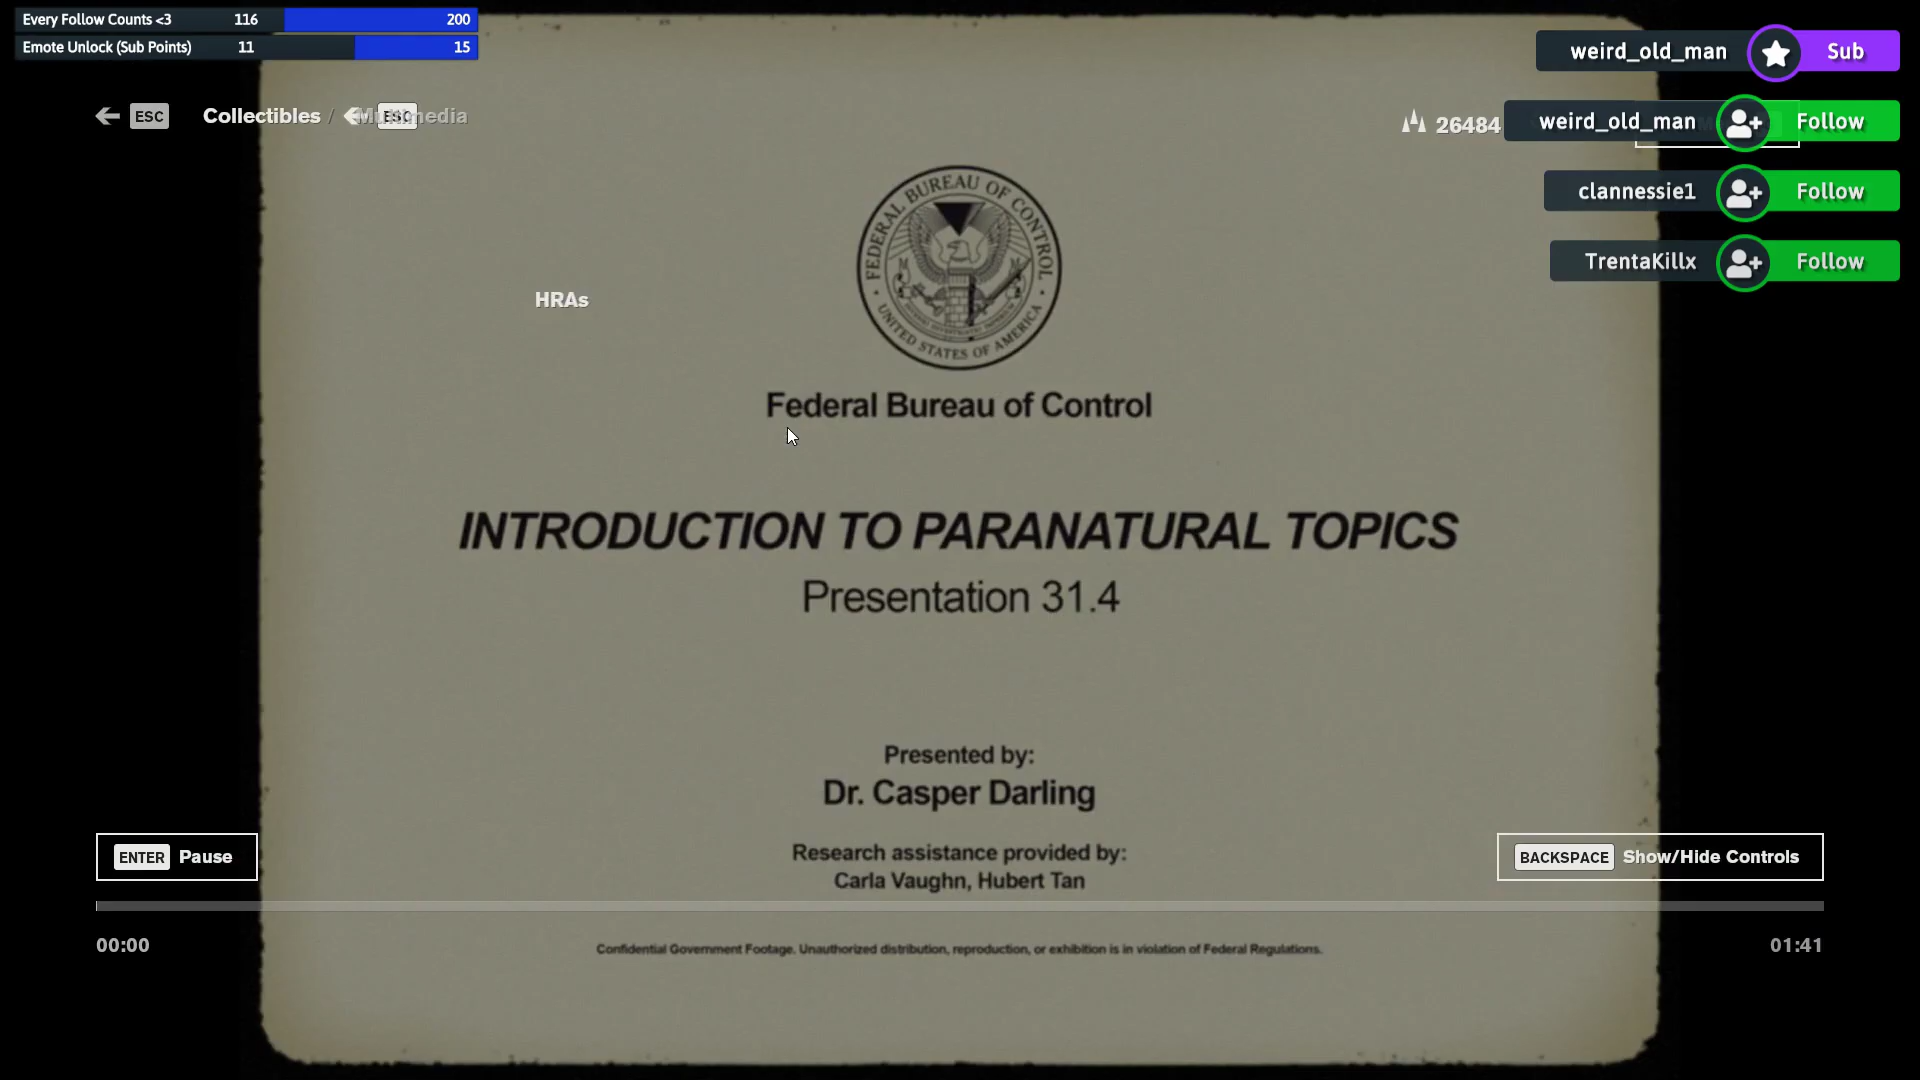 Every Follow Counts <3 116 200
Emote Unlock (Sub Points) 11 15
weird_old_man Sub
ESC Collectibles / Multimedia
ESC
26484
weird_old_man Follow
clannessie1 Follow
TrentaKillx Follow
HRAs
FEDERAL BUREAU OF CONTROL
UNITED STATES OF AMERICA
Federal Bureau of Control
INTRODUCTION TO PARANATURAL TOPICS
Presentation 31.4
Presented by:
Dr. Casper Darling
Research assistance provided by:
Carla Vaughn, Hubert Tan
ENTER Pause
BACKSPACE Show/Hide Controls
00:00
01:41
Confidential Government Footage. Unauthorized distribution, reproduction, or exhibition is in violation of Federal Regulations.